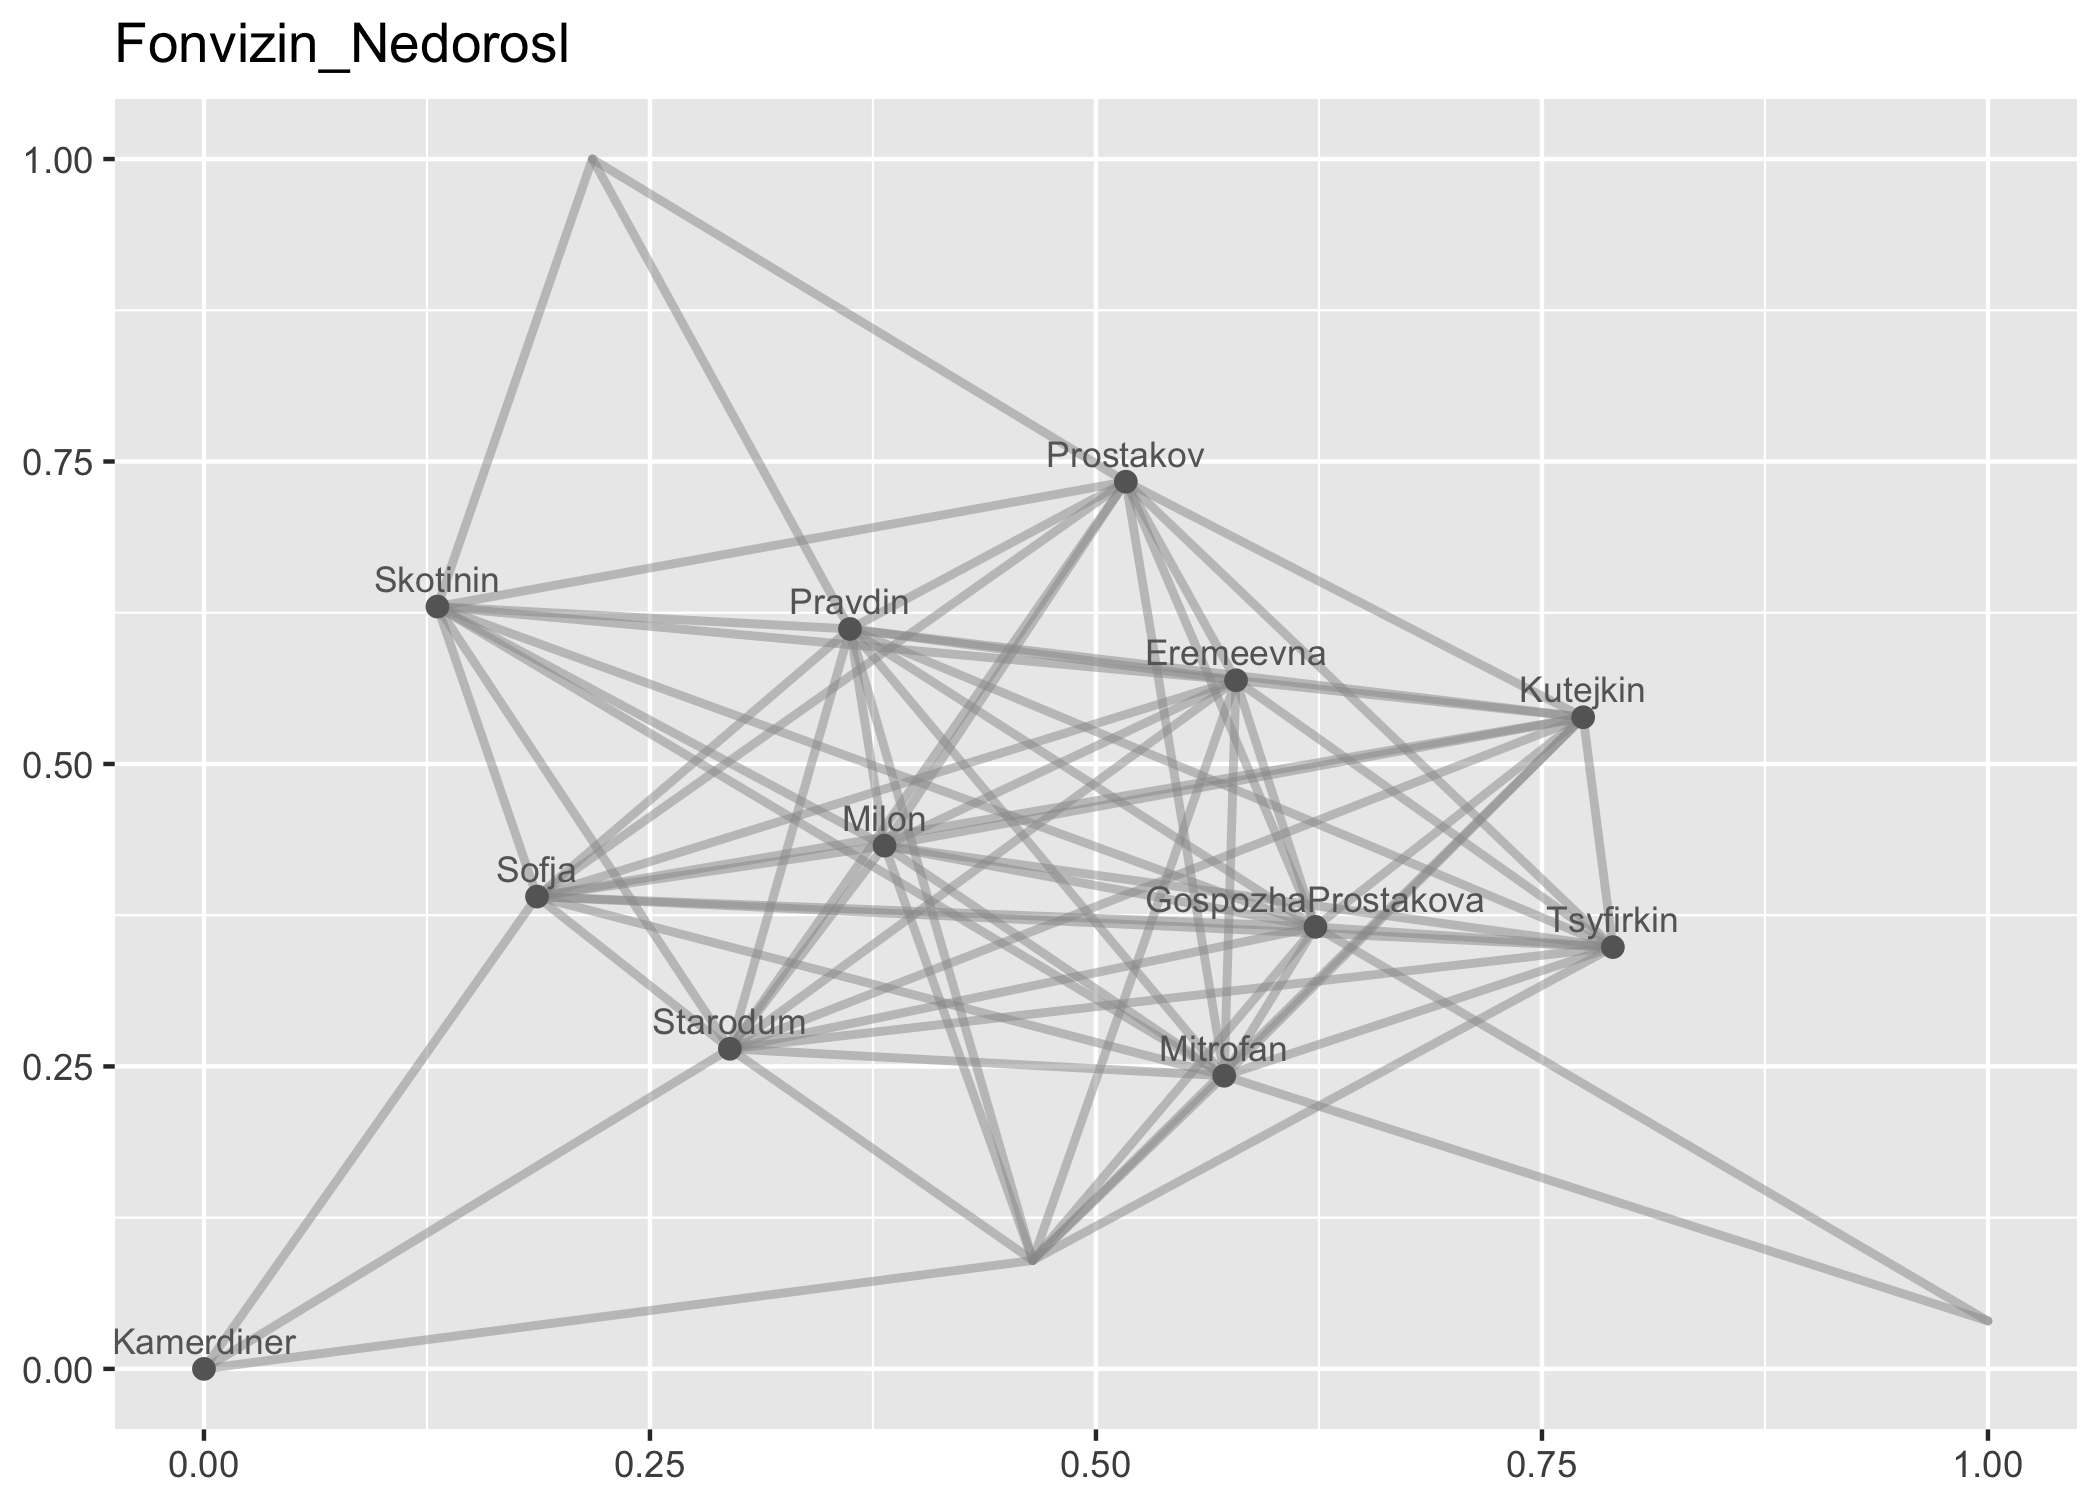 Fonvizin_Nedorosl
1.00
0.75
0.50
0.25
0.00
Prostakov
Skotinin
Pravdin
Eremeevna
Kutejkin
Milon
Sofja
GospozhaProstakova
Tsyfirkin
Starodum
Mitrofan
Kamerdiner
0.00 0.25 0.50 0.75 1.00